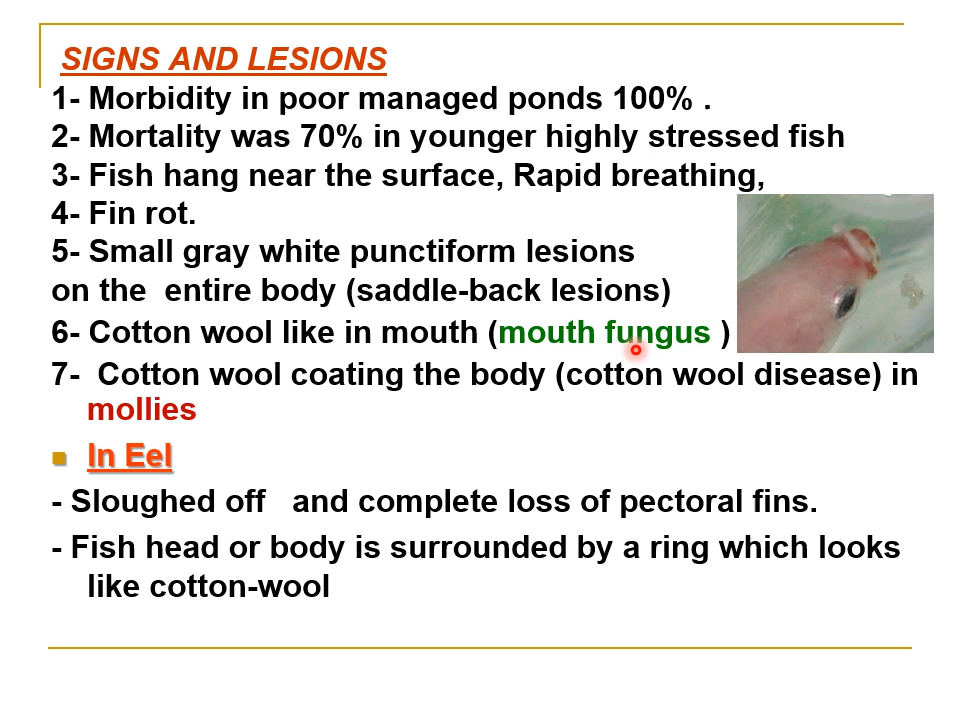 SIGNS AND LESIONS
1- Morbidity in poor managed ponds 100% .
2- Mortality was 70% in younger highly stressed fish
3- Fish hang near the surface, Rapid breathing,
4- Fin rot.
5- Small gray white punctiform lesions
on the entire body (saddle-back lesions)
6- Cotton wool like in mouth (mouth fungus )
7- Cotton wool coating the body (cotton wool disease) in
mollies
In Eel
- Sloughed off and complete loss of pectoral fins.
- Fish head or body is surrounded by a ring which looks
like cotton-wool